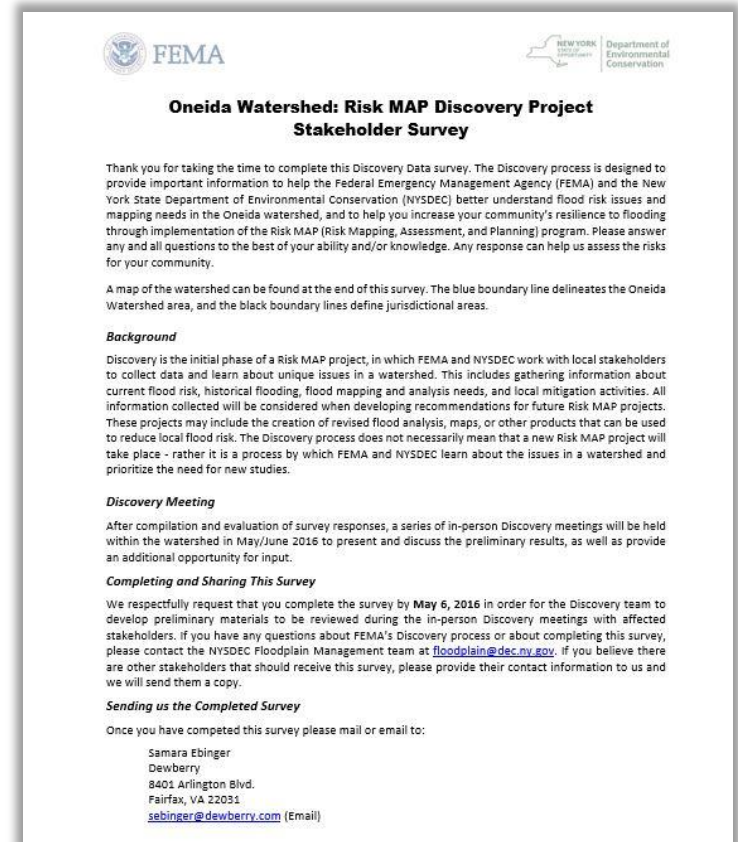 FEMA
NEW YORK
STATE OF
OPPORTUNITY
Department of
Environmental
Conservation
Oneida Watershed: Risk MAP Discovery Project
Stakeholder Survey
Thank you for taking the time to complete this Discovery Data survey. The Discovery process is designed to
provide important information to help the Federal Emergency Management Agency (FEMA) and the New
York State Department of Environmental Conservation (NYSDEC) better understand flood risk issues and
mapping needs in the Oneida watershed, and to help you increase your community's resilience to flooding
through implementation of the Risk MAP (Risk Mapping, Assessment, and Planning) program. Please answer
any and all questions to the best of your ability and/or knowledge. Any response can help us assess the risks
for your community.
A map of the watershed can be found at the end of this survey. The blue boundary line delineates the Oneida
Watershed area, and the black boundary lines define jurisdictional areas.
Background
Discovery is the initial phase of a Risk MAP project, in which FEMA and NYSDEC work with local stakeholders
to collect data and learn about unique issues in a watershed. This includes gathering information about
current flood risk, historical flooding, flood mapping and analysis needs, and local mitigation activities. All
information collected will be considered when developing recommendations for future Risk MAP projects.
These projects may include the creation of revised flood analysis, maps, or other products that can be used
to reduce local flood risk. The Discovery process does not necessarily mean that a new Risk MAP project will
take place - rather it is a process by which FEMA and NYSDEC learn about the issues in a watershed and
prioritize the need for new studies.
Discovery Meeting
After compilation and evaluation of survey responses, a series of in-person Discovery meetings will be held
within the watershed in May/June 2016 to present and discuss the preliminary results, as well as provide
an additional opportunity for input.
Completing and Sharing This Survey
We respectfully request that you complete the survey by May 6, 2016 in order for the Discovery team to
develop preliminary materials to be reviewed during the in-person Discovery meetings with affected
stakeholders. If you have any questions about FEMA's Discovery process or about completing this survey,
please contact the NYSDEC Floodplain Management team at floodplain@dec.ny.gov. If you believe there
are other stakeholders that should receive this survey, please provide their contact information to us and
we will send them a copy.
Sending us the Completed Survey
Once you have competed this survey please mail or email to:
Samara Ebinger
Dewberry
8401 Arlington Blvd.
Fairfax, VA 22031
sebinger@dewberry.com (Email)